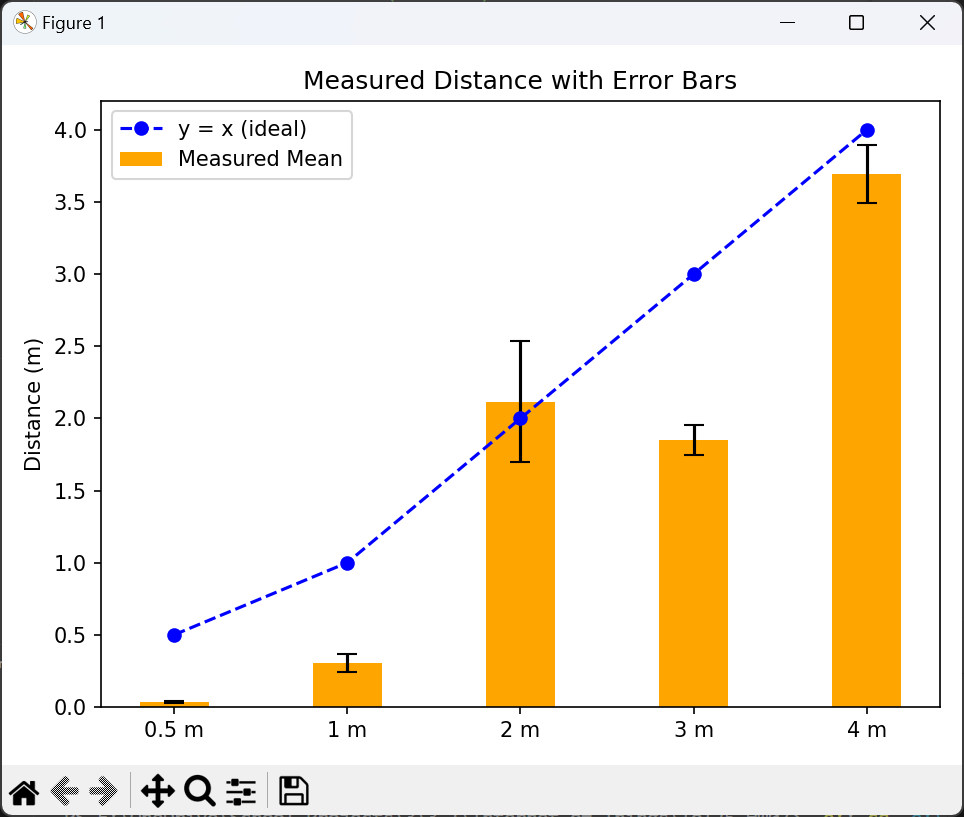 Figure 1
Measured Distance with Error Bars
y = x (ideal)
Measured Mean
Distance (m)
4.0
3.5
3.0
2.5
2.0
1.5
1.0
0.5
0.0
0.5 m
1 m
2 m
3 m
4 m